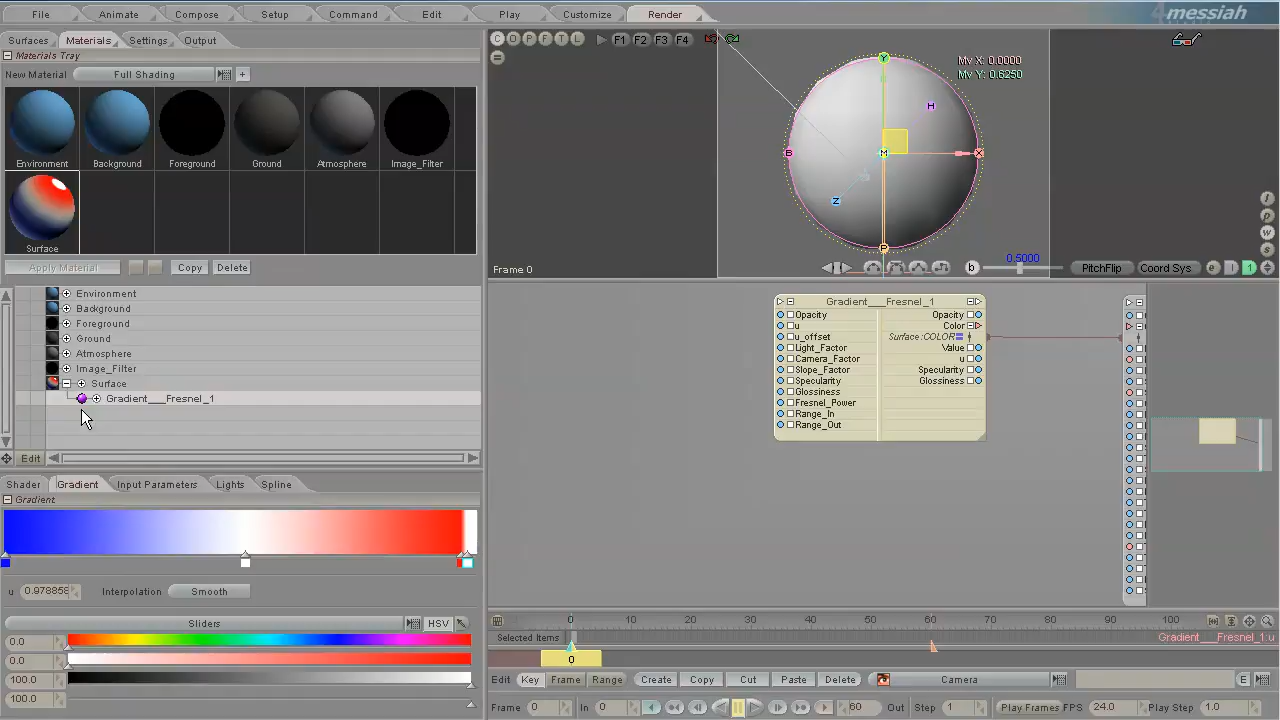 File Animate Compose Setup Command Edit Play Customize Render
4messiah
Surfaces Materials Settings Output
C O P F T L F1 F2 F3 F4
Materials Tray
New Material Full Shading +
Mv X: 0.0000
Mv Y: 0.6250
Y
H
B M X
Z
P
Environment Background Foreground Ground Atmosphere Image_Filter
Surface
Apply Material Copy Delete
Frame 0
b 0.5000 PitchFlip Coord Sys e 1 1
Environment
Background
Foreground
Ground
Atmosphere
Image_Filter
Surface
Gradient___Fresnel_1
Edit
Gradient___Fresnel_1
Opacity Opacity
u Color
u_offset Surface:COLOR
Light_Factor Value
Camera_Factor u
Slope_Factor Specularity
Specularity Glossiness
Glossiness
Fresnel_Power
Range_In
Range_Out
Shader Gradient Input Parameters Lights Spline
Gradient
u 0.978858 Interpolation Smooth
Sliders HSV
0.0
0.0
100.0
100.0
0 10 20 30 40 50 60 70 80 90 100
Selected Items Gradient___Fresnel_1:u
0
Edit Key Frame Range Create Copy Cut Paste Delete Camera E
Frame 0 In 0 60 Out Step 1 Play Frames FPS 24.0 Play Step 1.0